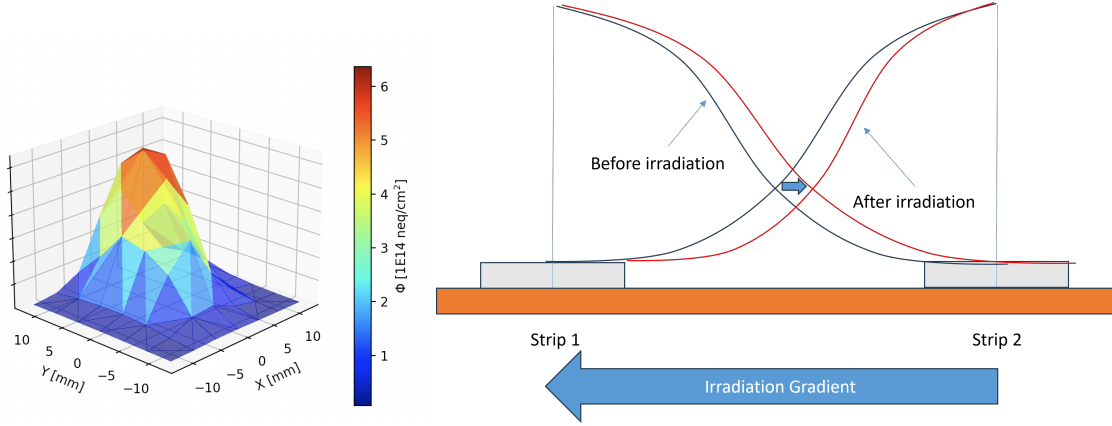 6
5
4
3
2
1
Φ [1E14 neq/cm²]
10
5
0
−5
−10
Y [mm]
−10
−5
0
5
10
X [mm]
Before irradiation
After irradiation
Strip 1
Strip 2
Irradiation Gradient